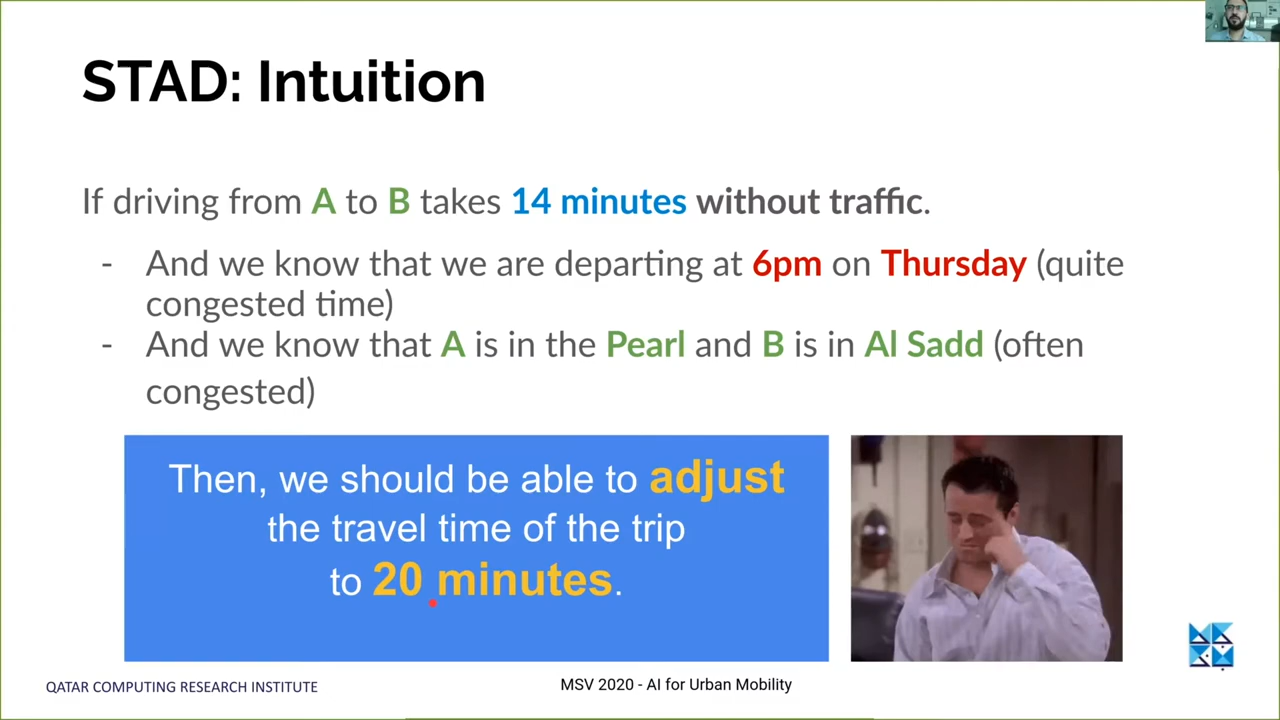 STAD: Intuition
If driving from A to B takes 14 minutes without traffic.
- And we know that we are departing at 6pm on Thursday (quite
congested time)
- And we know that A is in the Pearl and B is in Al Sadd (often
congested)
Then, we should be able to adjust
the travel time of the trip
to 20 minutes.
QATAR COMPUTING RESEARCH INSTITUTE
MSV 2020 - AI for Urban Mobility